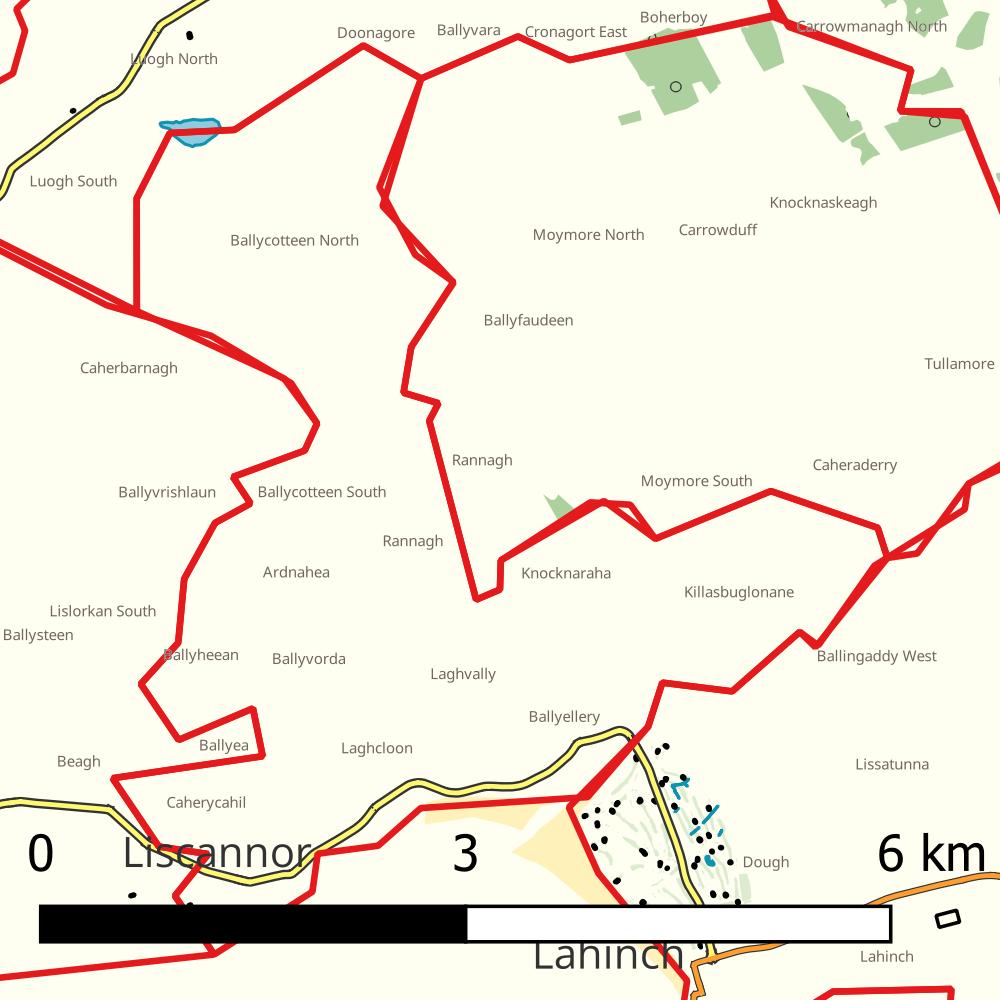 Boherboy
Carrowmanagh North
Doonagore
Ballyvara
Cronagort East
Luogh North
Luogh South
Knocknaskeagh
Ballycotteen North
Moymore North
Carrowduff
Ballyfaudeen
Caherbarnagh
Tullamore
Rannagh
Caheraderry
Moymore South
Ballyvrishlaun
Ballycotteen South
Rannagh
Ardnahea
Knocknaraha
Killasbuglonane
Lislorkan South
Ballysteen
Ballyheean
Ballyvorda
Ballingaddy West
Laghvally
Ballyellery
Ballyea
Laghcloon
Beagh
Lissatunna
Caherycahil
0
Liscannor
3
6 km
Dough
Lahinch
Lahinch